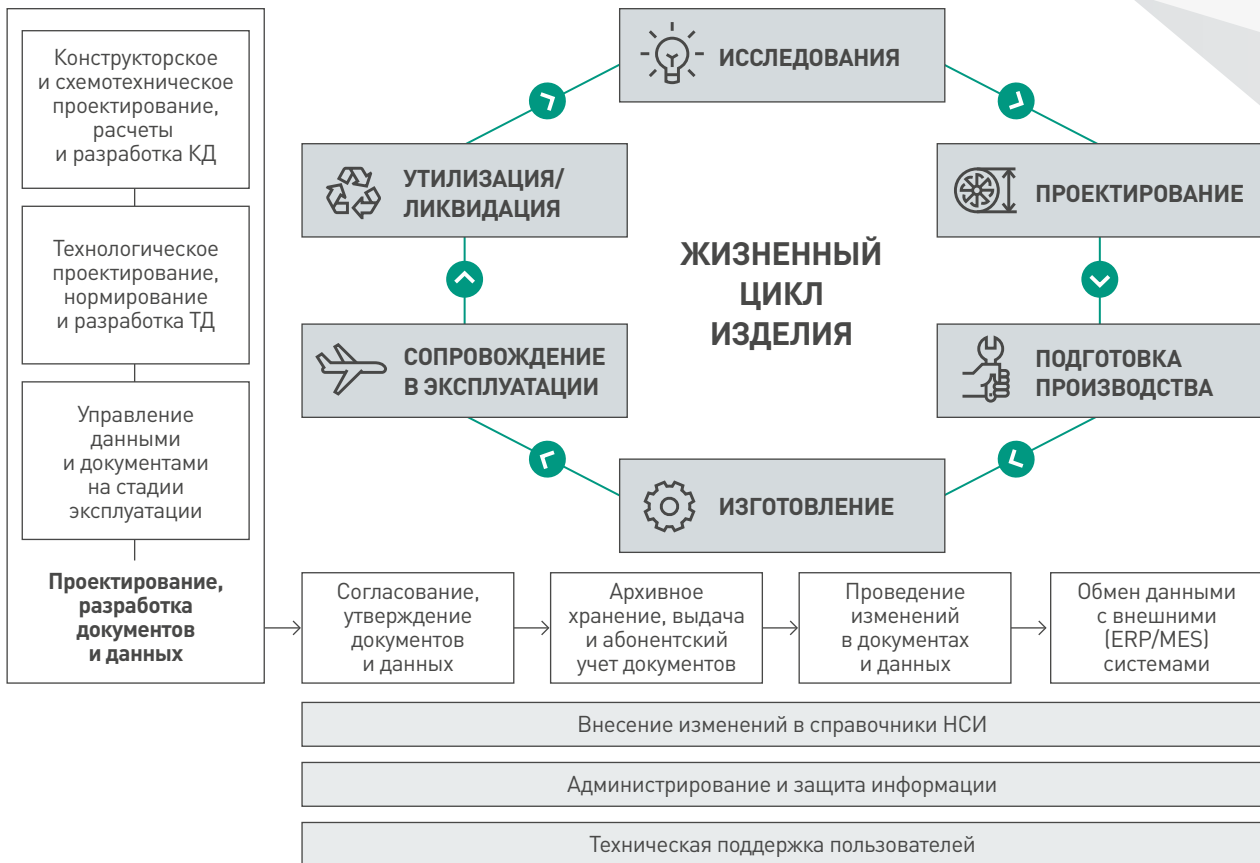 Конструкторское
и схемотехническое
проектирование,
расчеты
и разработка КД
Технологическое
проектирование,
нормирование
и разработка ТД
Управление
данными
и документами
на стадии
эксплуатации
Проектирование,
разработка
документов
и данных
ИССЛЕДОВАНИЯ
УТИЛИЗАЦИЯ/
ЛИКВИДАЦИЯ
ПРОЕКТИРОВАНИЕ
ЖИЗНЕННЫЙ
ЦИКЛ
ИЗДЕЛИЯ
СОПРОВОЖДЕНИЕ
В ЭКСПЛУАТАЦИИ
ПОДГОТОВКА
ПРОИЗВОДСТВА
ИЗГОТОВЛЕНИЕ
Согласование,
утверждение
документов
и данных
Архивное
хранение, выдача
и абонентский
учет документов
Проведение
изменений
в документах
и данных
Обмен данными
с внешними
(ERP/MES)
системами
Внесение изменений в справочники НСИ
Администрирование и защита информации
Техническая поддержка пользователей